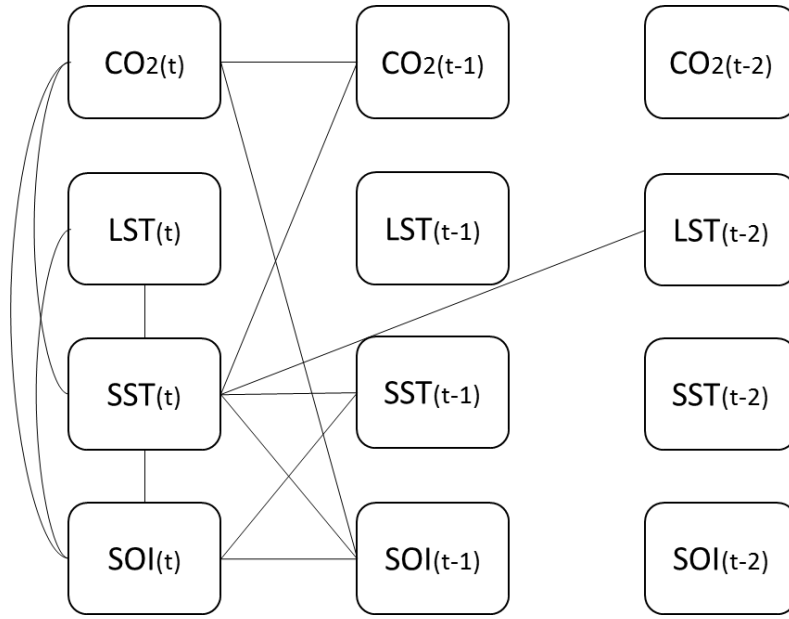 CO2(t) CO2(t-1) CO2(t-2)
LST(t) LST(t-1) LST(t-2)
SST(t) SST(t-1) SST(t-2)
SOI(t) SOI(t-1) SOI(t-2)